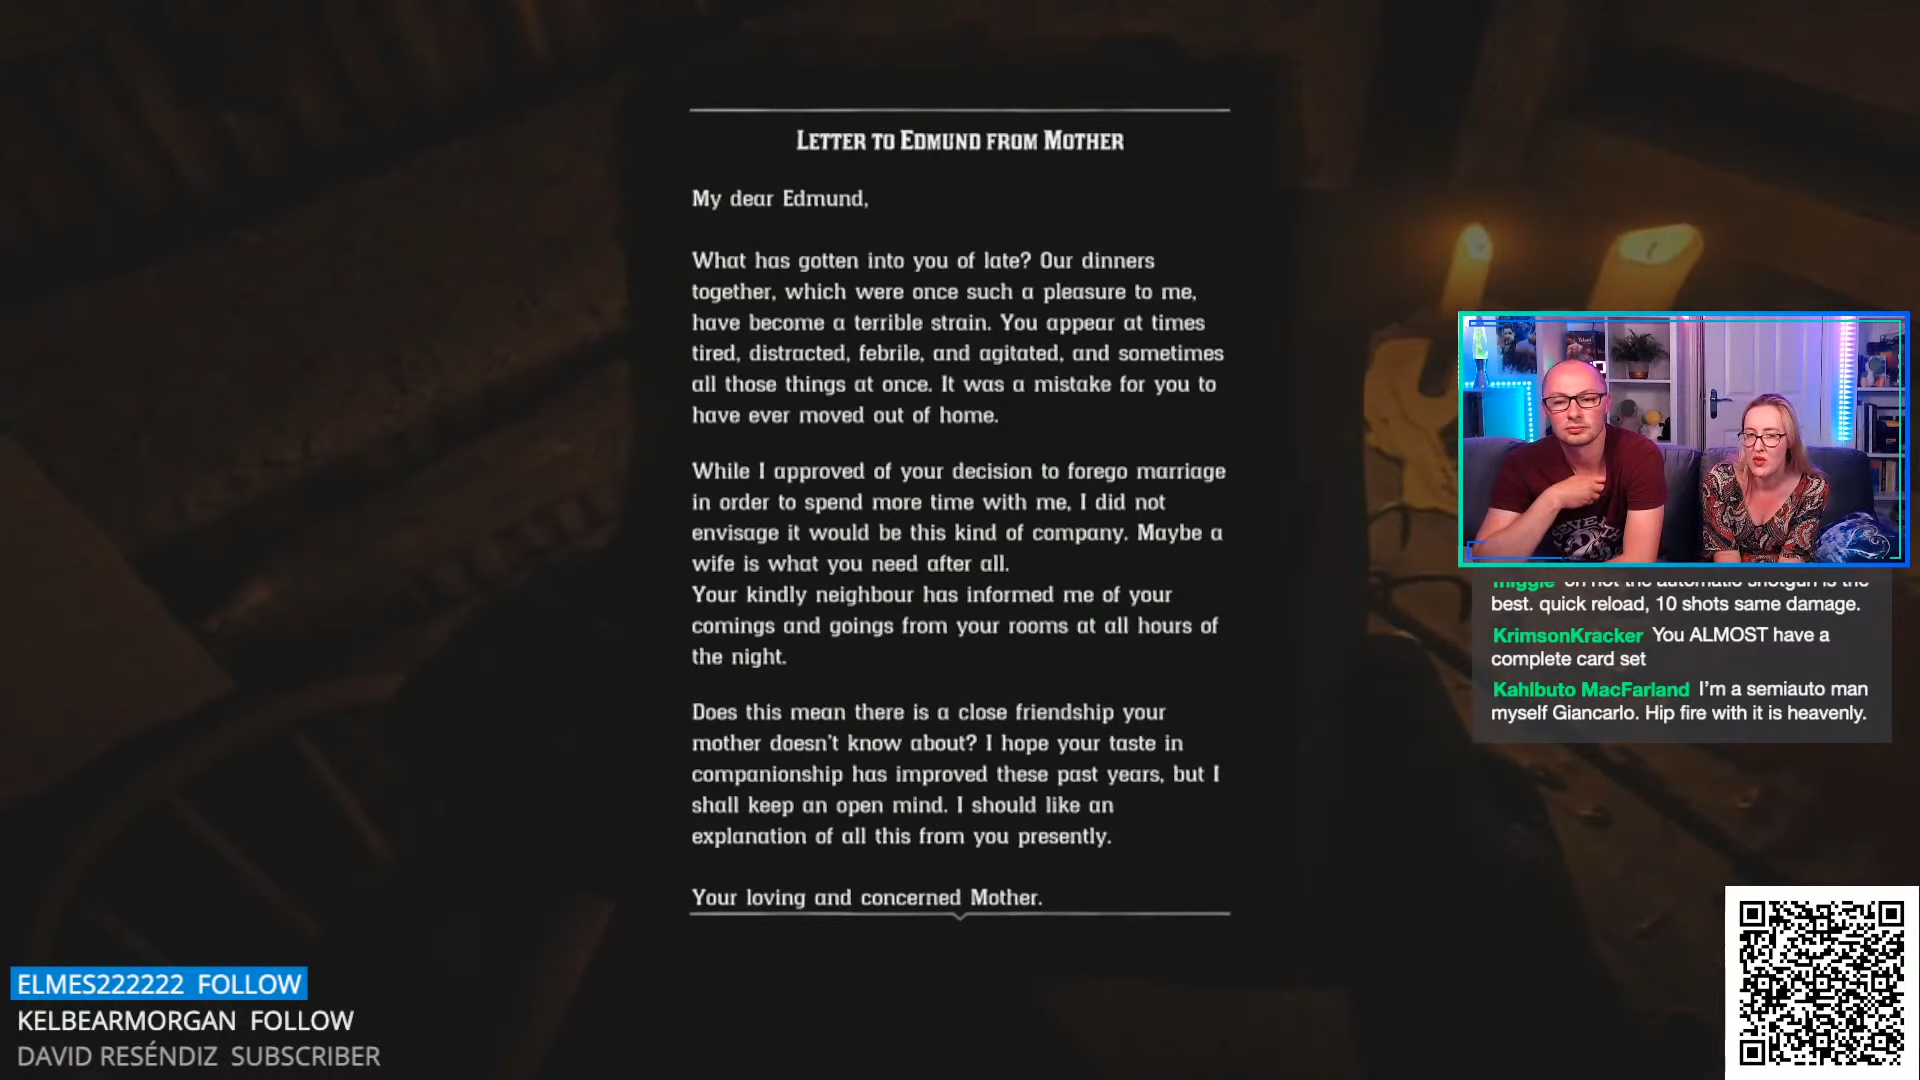 LETTER TO EDMUND FROM MOTHER
My dear Edmund,
What has gotten into you of late? Our dinners
together, which were once such a pleasure to me,
have become a terrible strain. You appear at times
tired, distracted, febrile, and agitated, and sometimes
all those things at once. It was a mistake for you to
have ever moved out of home.
While I approved of your decision to forego marriage
in order to spend more time with me, I did not
envisage it would be this kind of company. Maybe a
wife is what you need after all.
Your kindly neighbour has informed me of your
comings and goings from your rooms at all hours of
the night.
Does this mean there is a close friendship your
mother doesn't know about? I hope your taste in
companionship has improved these past years, but I
shall keep an open mind. I should like an
explanation of all this from you presently.
Your loving and concerned Mother.
miggle oh not the automatic shotgun is the
best. quick reload, 10 shots same damage.
KrimsonKracker You ALMOST have a
complete card set
Kahlbuto MacFarland I'm a semiauto man
myself Giancarlo. Hip fire with it is heavenly.
ELMES222222 FOLLOW
KELBEARMORGAN FOLLOW
DAVID RESÉNDIZ SUBSCRIBER